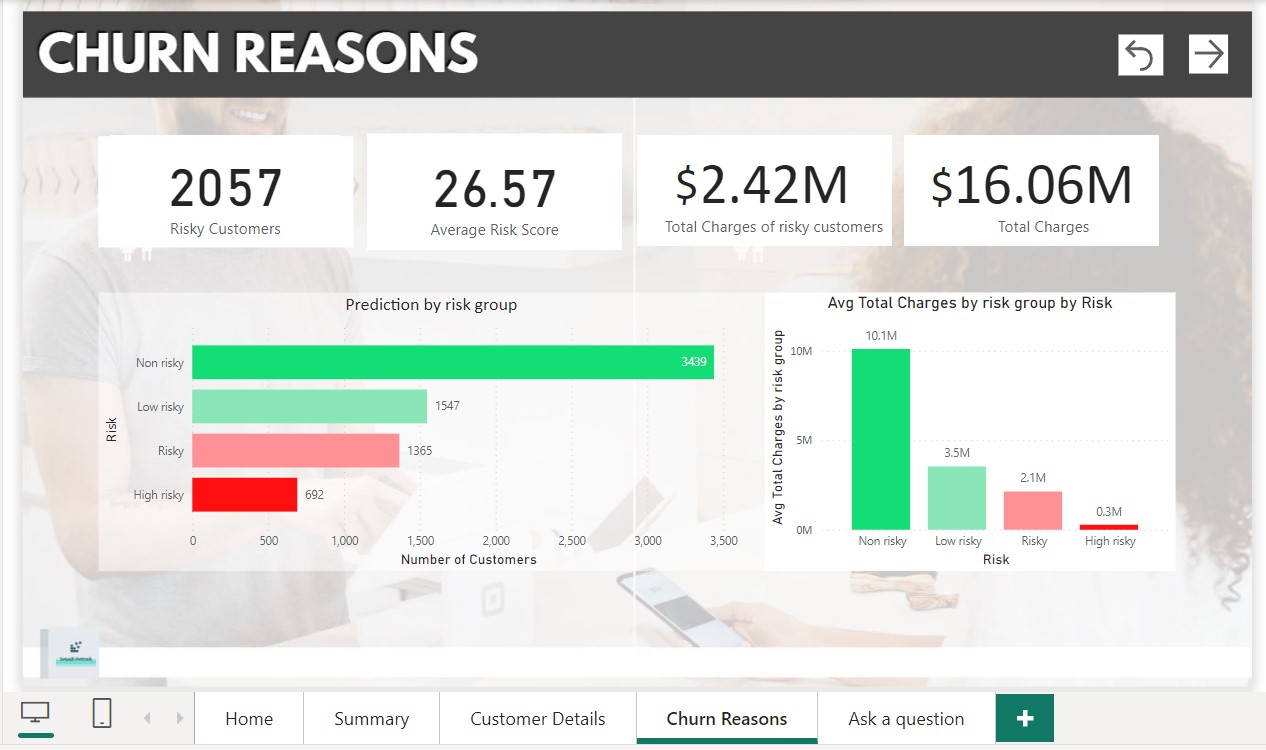 CHURN REASONS
2057
Risky Customers
26.57
Average Risk Score
$2.42M
Total Charges of risky customers
$16.06M
Total Charges
Prediction by risk group
Risk
Non risky
3439
Low risky
1547
Risky
1365
High risky
692
0 500 1,000 1,500 2,000 2,500 3,000 3,500
Number of Customers
Avg Total Charges by risk group by Risk
Avg Total Charges by risk group
10M
5M
0M
10.1M
3.5M
2.1M
0.3M
Non risky Low risky Risky High risky
Risk
Home Summary Customer Details Churn Reasons Ask a question +